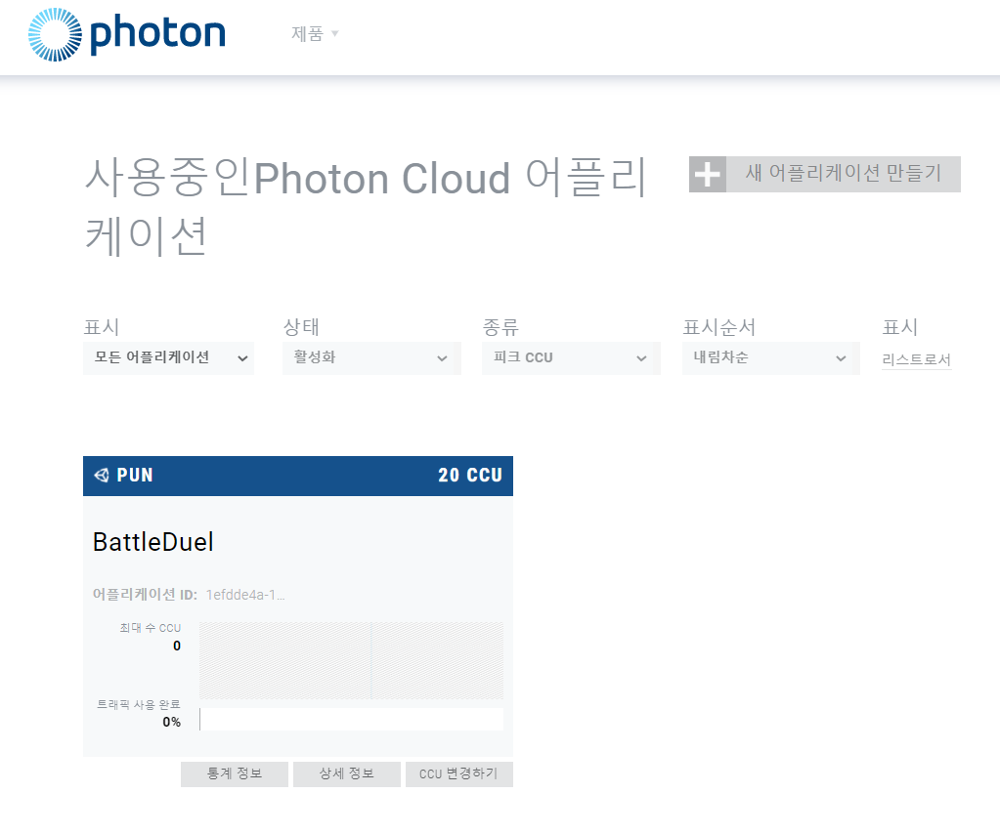 photon
제품
사용중인Photon Cloud 어플리
케이션
새 어플리케이션 만들기
표시 상태 종류 표시순서 표시
모든 어플리케이션 활성화 피크 CCU 내림차순 리스트로서
PUN 20 CCU
BattleDuel
어플리케이션 ID: 1efdde4a-1...
최대 수 CCU
0
트래픽 사용 완료
0%
통계 정보 상세 정보 CCU 변경하기